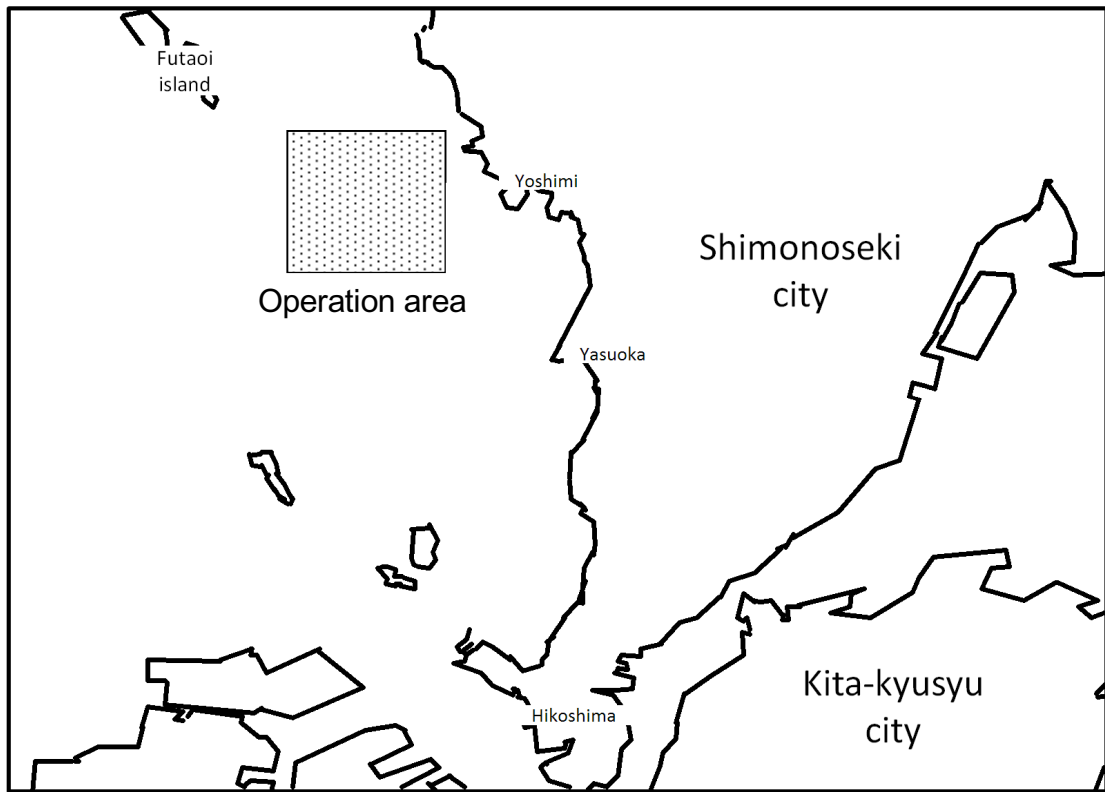 Futaoi
island
Yoshimi
Shimonoseki
city
Operation area
Yasuoka
Kita-kyusyu
city
Hikoshima